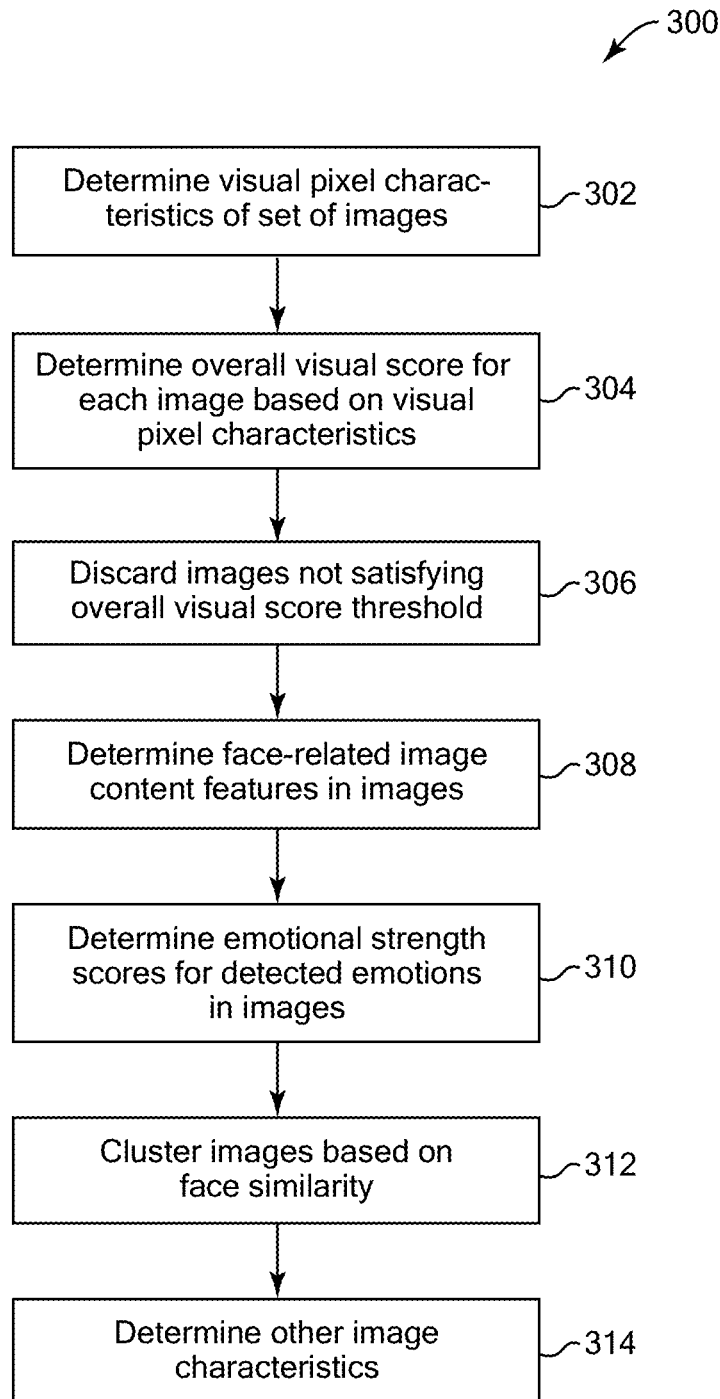 300
Determine visual pixel charac-
teristics of set of images
302
Determine overall visual score for
each image based on visual
pixel characteristics
304
Discard images not satisfying
overall visual score threshold
306
Determine face-related image
content features in images
308
Determine emotional strength
scores for detected emotions
in images
310
Cluster images based on
face similarity
312
Determine other image
characteristics
314